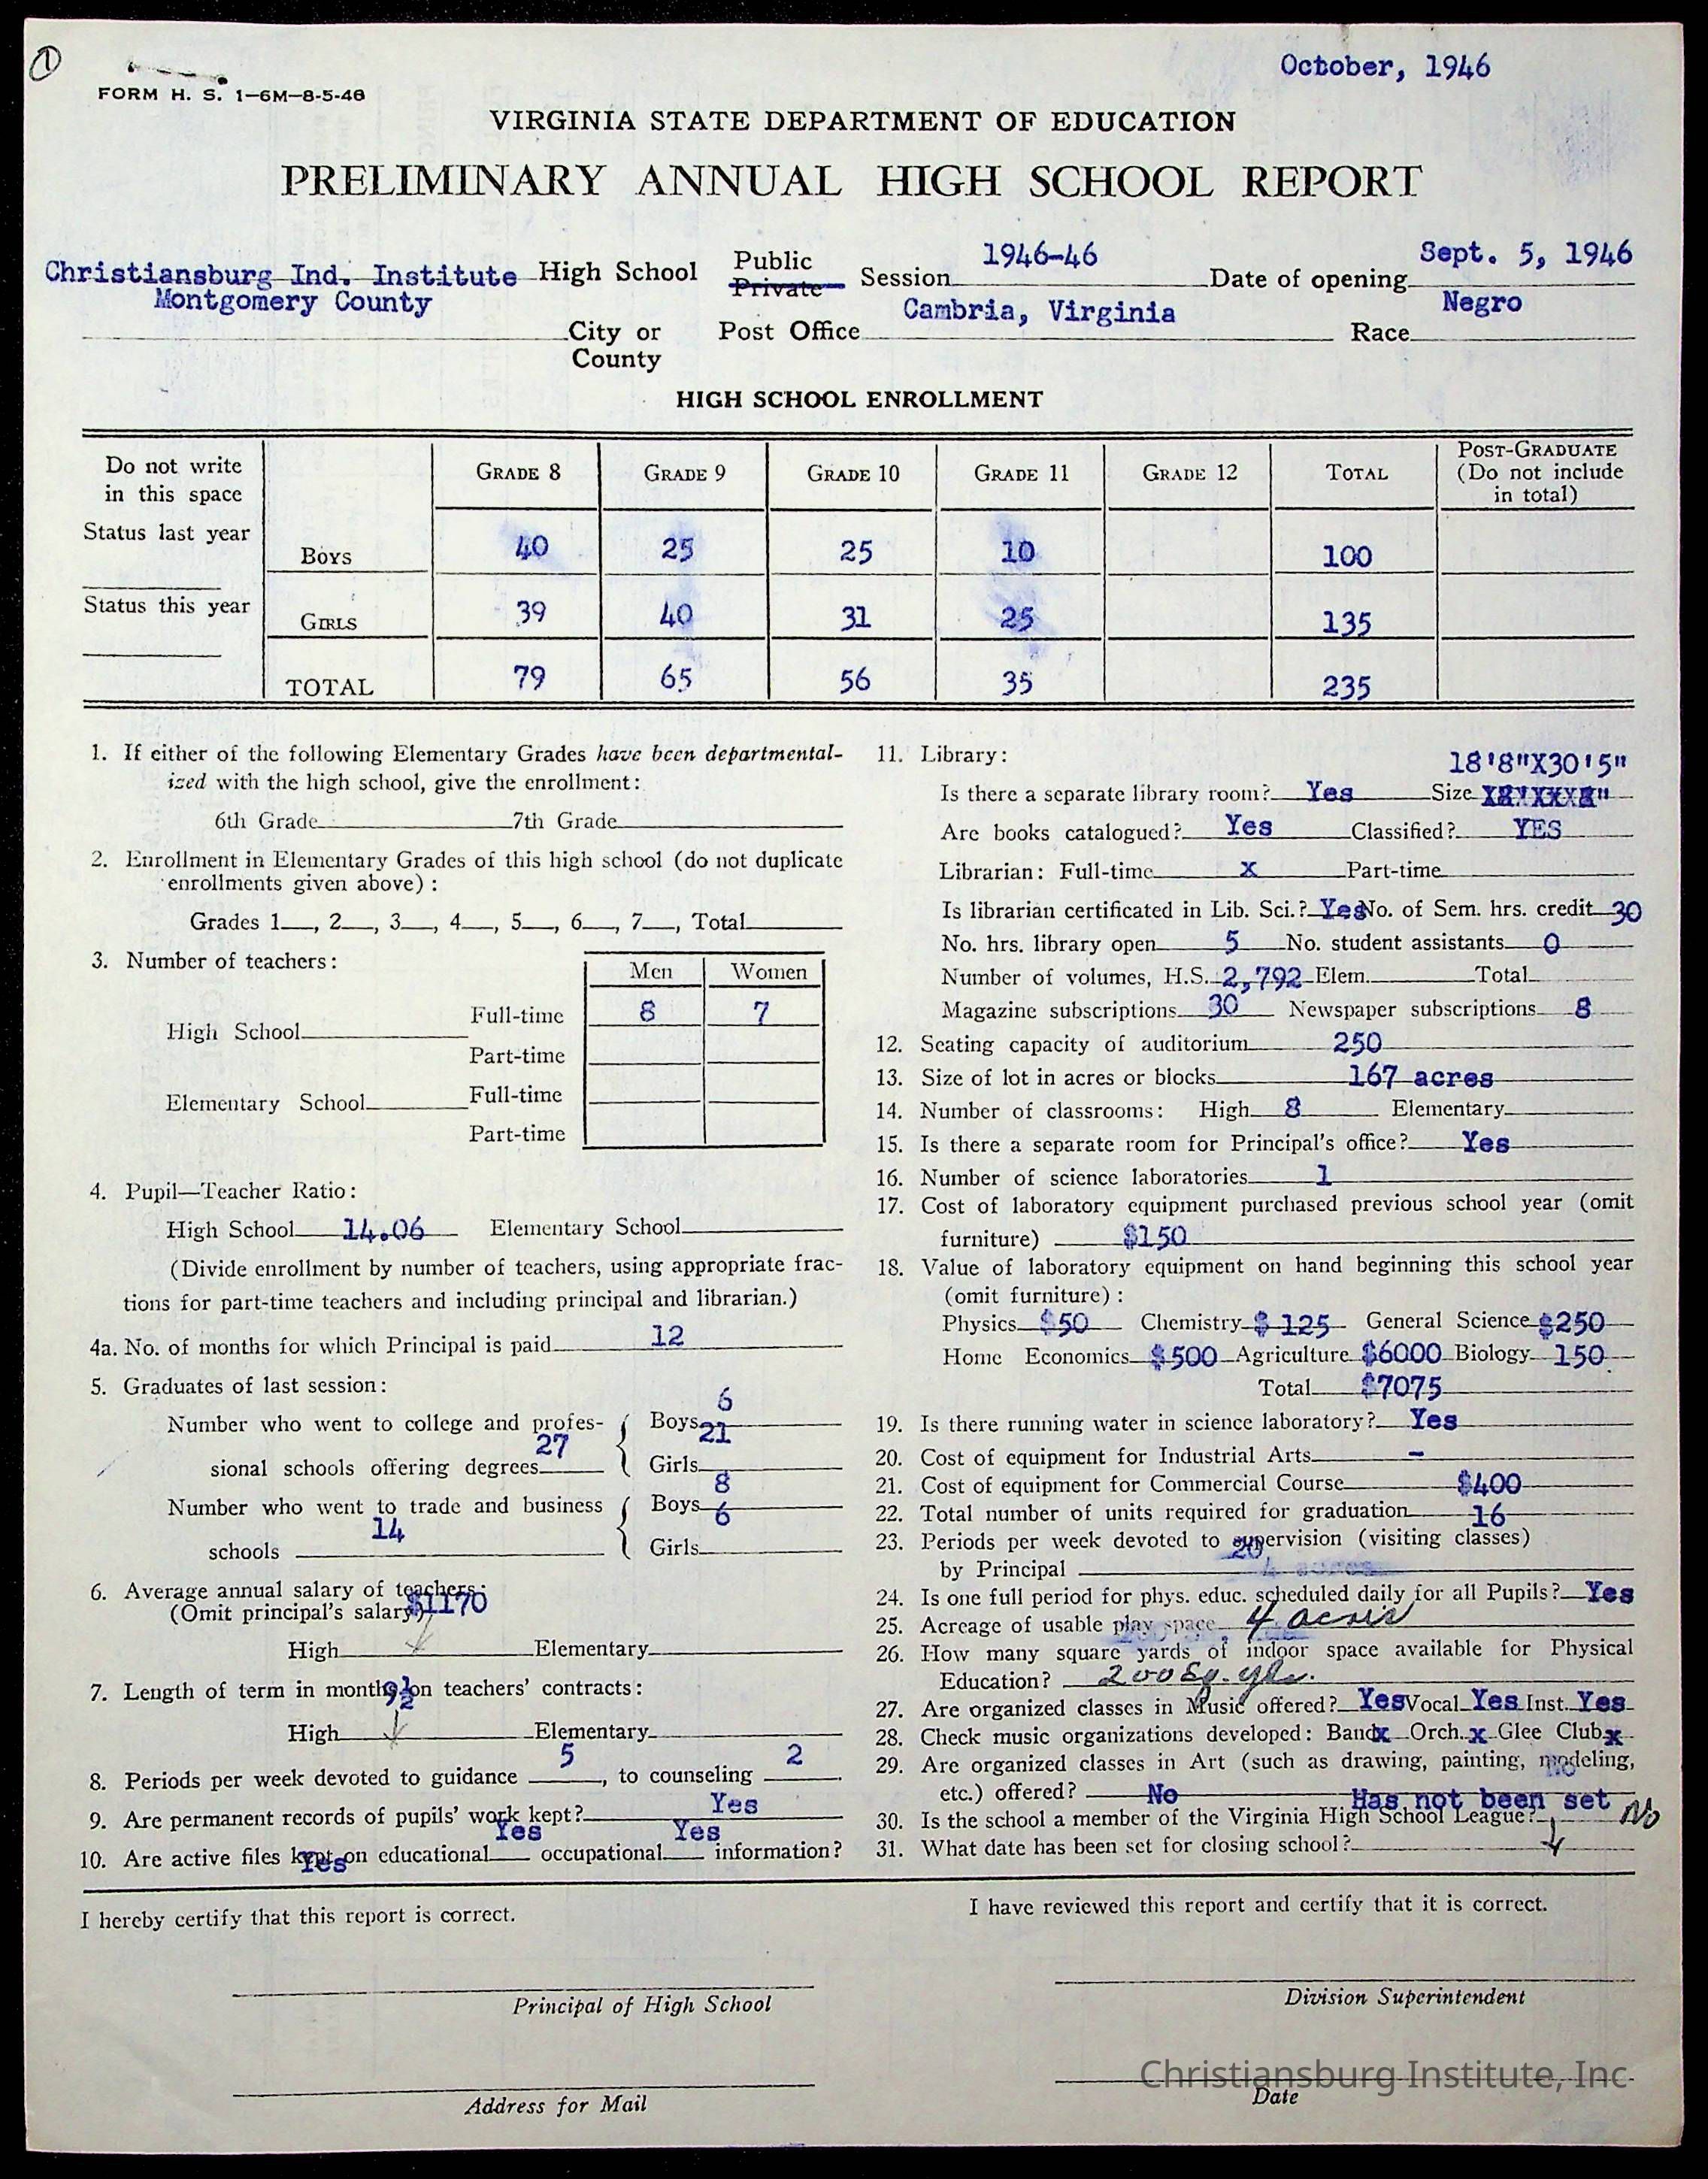 ①
October, 1946
FORM H. S. 1—6M—8-5-46
VIRGINIA STATE DEPARTMENT OF EDUCATION
PRELIMINARY ANNUAL HIGH SCHOOL REPORT
Christiansburg Ind. Institute High School Public Private Session 1946-46 Date of opening Sept. 5, 1946
Montgomery County City or County Post Office Cambria, Virginia Race Negro
HIGH SCHOOL ENROLLMENT
Do not write in this space GRADE 8 GRADE 9 GRADE 10 GRADE 11 GRADE 12 TOTAL POST-GRADUATE (Do not include in total)
Status last year BOYS 40 25 25 10 100
Status this year GIRLS 39 40 31 25 135
TOTAL 79 65 56 35 235
1. If either of the following Elementary Grades have been departmental-
ized with the high school, give the enrollment:
6th Grade 7th Grade
2. Enrollment in Elementary Grades of this high school (do not duplicate
enrollments given above):
Grades 1 , 2 , 3 , 4 , 5 , 6 , 7 , Total
3. Number of teachers: Men Women
High School Full-time 8 7
Part-time
Elementary School Full-time
Part-time
4. Pupil—Teacher Ratio:
High School 14.06 Elementary School
(Divide enrollment by number of teachers, using appropriate frac-
tions for part-time teachers and including principal and librarian.)
4a. No. of months for which Principal is paid 12
5. Graduates of last session:
Number who went to college and profes- Boys 6
sional schools offering degrees 27 Girls 21
Number who went to trade and business Boys 8
schools 14 Girls 6
6. Average annual salary of teachers:
(Omit principal's salary) $1170
High Elementary
7. Length of term in months on teachers' contracts: 9½
High Elementary
8. Periods per week devoted to guidance 5 , to counseling 2 .
9. Are permanent records of pupils' work kept? Yes
10. Are active files kept on educational Yes occupational Yes information? Yes
11. Library: 18'8"X30'5"
Is there a separate library room? Yes Size
Are books catalogued? Yes Classified? YES
Librarian: Full-time x Part-time
Is librarian certificated in Lib. Sci.? Yes No. of Sem. hrs. credit 30
No. hrs. library open 5 No. student assistants 0
Number of volumes, H.S. 2,792 Elem. Total
Magazine subscriptions 30 Newspaper subscriptions 8
12. Seating capacity of auditorium 250
13. Size of lot in acres or blocks 167 acres
14. Number of classrooms: High 8 Elementary
15. Is there a separate room for Principal's office? Yes
16. Number of science laboratories 1
17. Cost of laboratory equipment purchased previous school year (omit
furniture) $150
18. Value of laboratory equipment on hand beginning this school year
(omit furniture):
Physics $50 Chemistry $ 125 General Science $250
Home Economics $500 Agriculture $6000 Biology 150
Total $7075
19. Is there running water in science laboratory? Yes
20. Cost of equipment for Industrial Arts -
21. Cost of equipment for Commercial Course $400
22. Total number of units required for graduation 16
23. Periods per week devoted to supervision (visiting classes)
by Principal 20
24. Is one full period for phys. educ. scheduled daily for all Pupils? Yes
25. Acreage of usable play space 4 acres
26. How many square yards of indoor space available for Physical
Education? 200 Sq. yds.
27. Are organized classes in Music offered? Yes Vocal Yes Inst. Yes
28. Check music organizations developed: Band x Orch. x Glee Club x
29. Are organized classes in Art (such as drawing, painting, modeling,
etc.) offered? No Has not been set
30. Is the school a member of the Virginia High School League? No
31. What date has been set for closing school?
I hereby certify that this report is correct.
I have reviewed this report and certify that it is correct.
Principal of High School
Division Superintendent
Address for Mail
Date
Christiansburg Institute, Inc